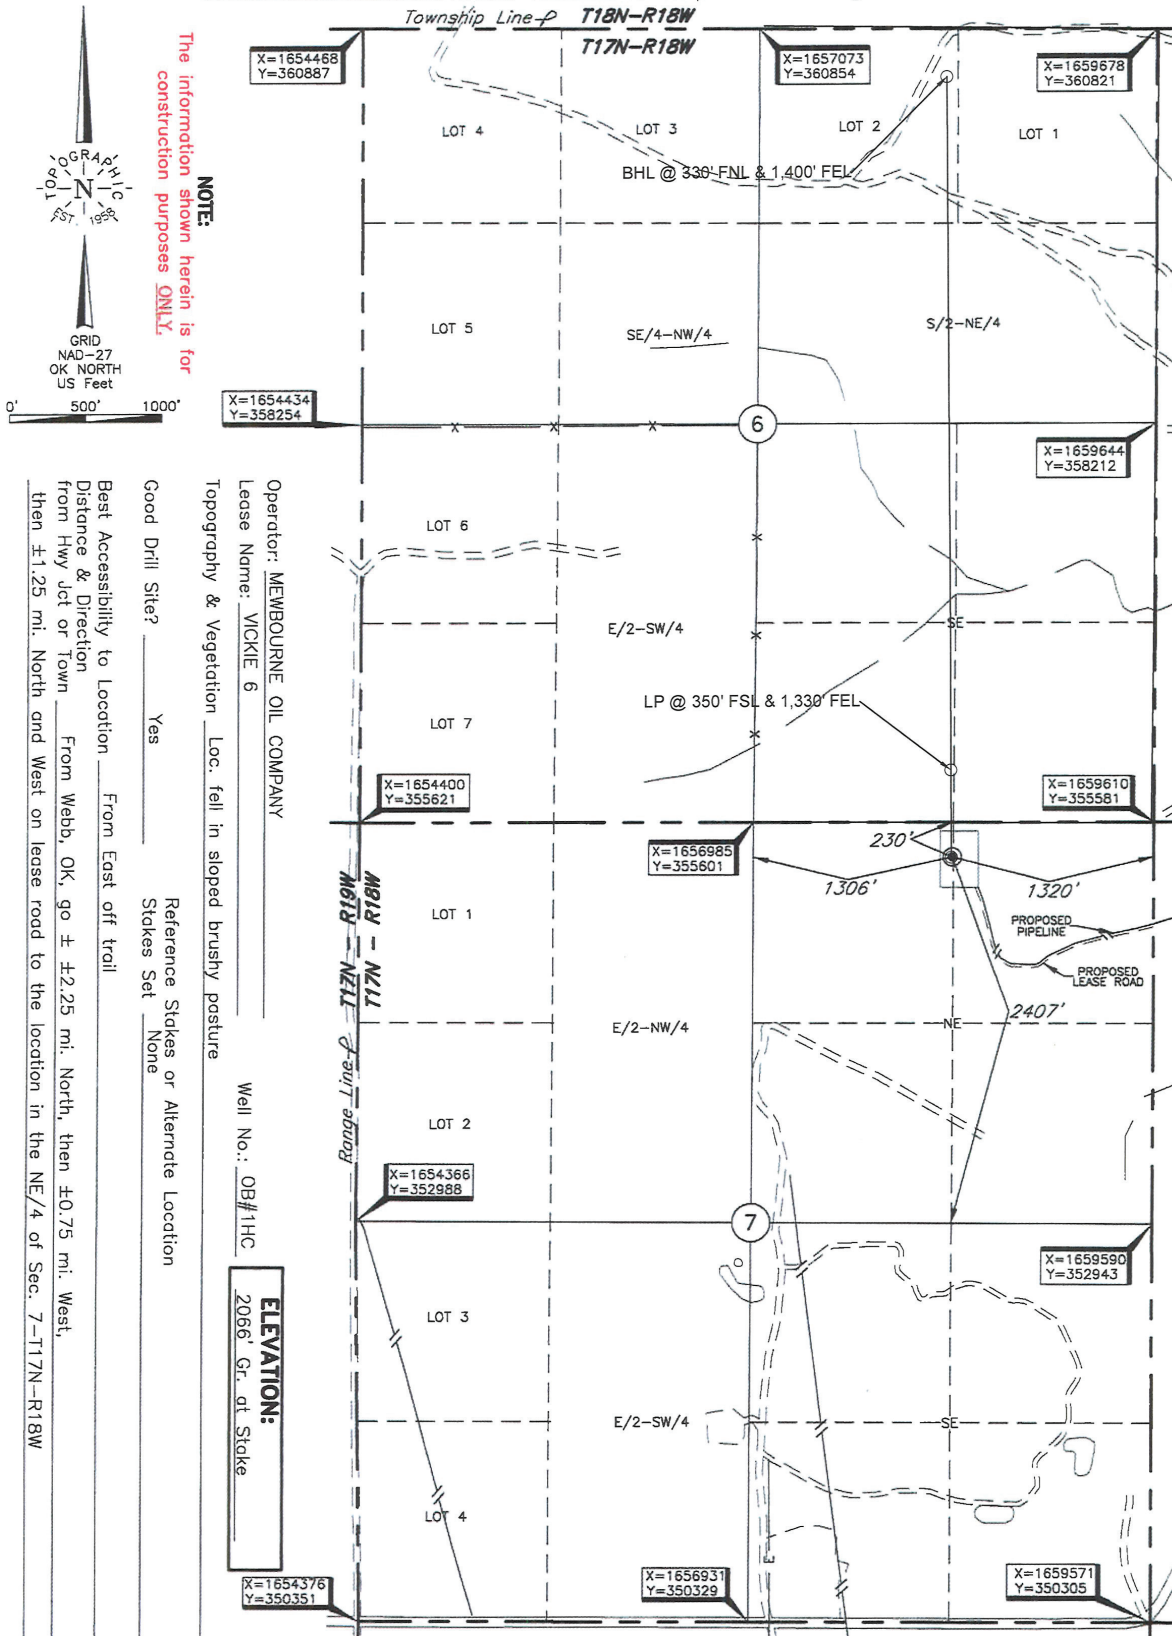 Township Line
T18N-R18W
T17N-R18W
X=1654468
Y=360887
X=1657073
Y=360854
X=1659678
Y=360821
LOT 4
LOT 3
LOT 2
LOT 1
BHL @ 330' FNL & 1,400' FEL
TOPOGRAPHIC
N
EST. 1958
GRID
NAD-27
OK NORTH
US Feet
0' 500' 1000'
NOTE:
The information shown herein is for
construction purposes ONLY.
LOT 5
SE/4-NW/4
S/2-NE/4
X=1654434
Y=358254
6
X=1659644
Y=358212
LOT 6
E/2-SW/4
SE
LP @ 350' FSL & 1,330' FEL
LOT 7
X=1654400
Y=355621
X=1659610
Y=355581
X=1656985
Y=355601
230'
1306'
1320'
T17N - R19W
T17N - R18W
Range Line
LOT 1
PROPOSED
PIPELINE
PROPOSED
LEASE ROAD
2407'
E/2-NW/4
NE
LOT 2
X=1654366
Y=352988
7
X=1659590
Y=352943
LOT 3
E/2-SW/4
SE
LOT 4
E
X=1654376
Y=350351
X=1656931
Y=350329
X=1659571
Y=350305
Operator: MEWBOURNE OIL COMPANY
Lease Name: VICKIE 6 Well No.: OB#1HC
ELEVATION:
2066' Gr. at Stake
Topography & Vegetation Loc. fell in sloped brushy pasture
Good Drill Site? Yes
Reference Stakes or Alternate Location
Stakes Set None
Best Accessibility to Location From East off trail
Distance & Direction
from Hwy Jct or Town From Webb, OK, go ± ±2.25 mi. North, then ±0.75 mi. West,
then ±1.25 mi. North and West on lease road to the location in the NE/4 of Sec. 7-T17N-R18W